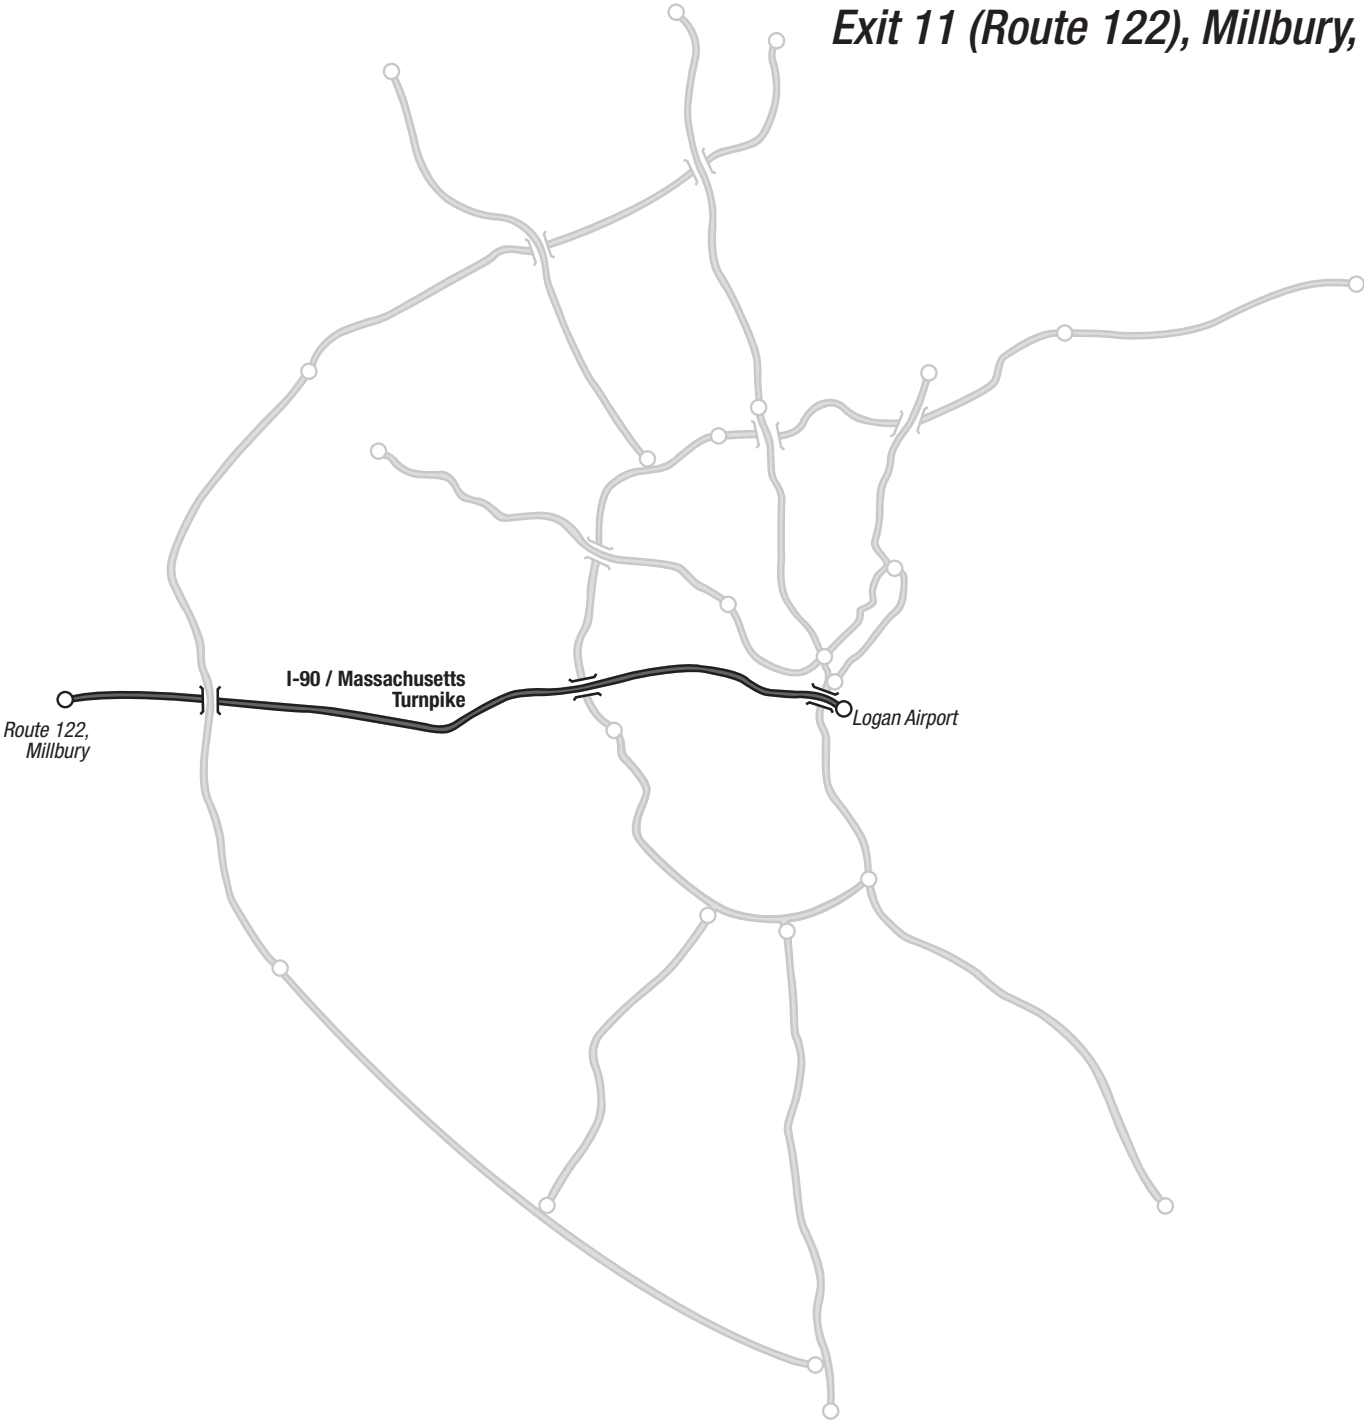 Exit 11 (Route 122), Millbury,
I-90 / Massachusetts
Turnpike
Route 122,
Millbury
Logan Airport